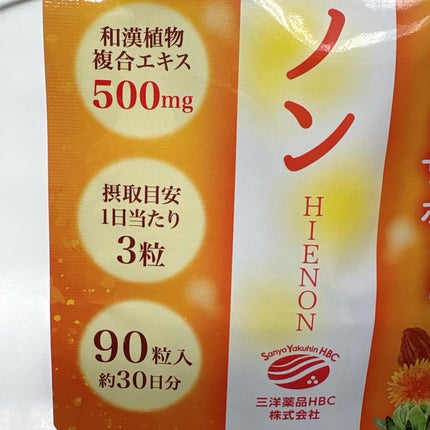 和漢植物
複合エキス
500mg
摂取目安
1日当たり
3粒
90粒入
約30日分
ノン
HIENON
Sanyo Yakuhin HBC
三洋薬品HBC
株式会社